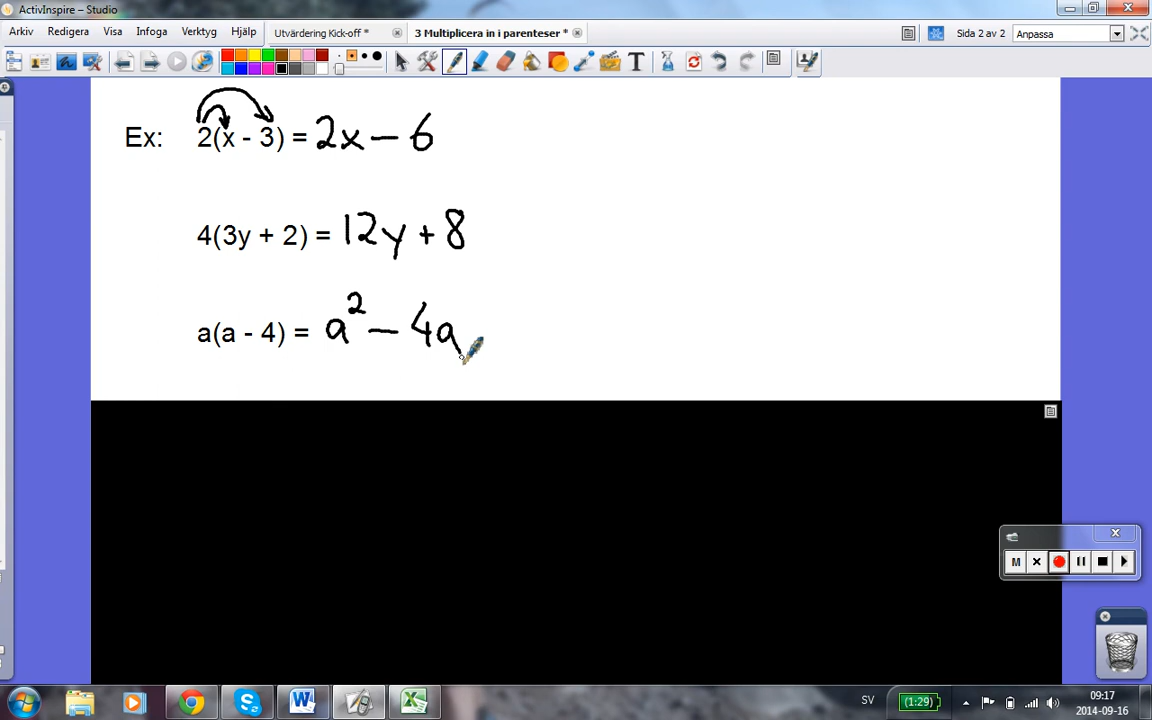 ActivInspire – Studio
Arkiv Redigera Visa Infoga Verktyg Hjälp
Utvärdering Kick-off *
3 Multiplicera in i parenteser *
Sida 2 av 2
Anpassa
Ex: 2(x - 3) = 2x – 6
4(3y + 2) = 12y + 8
a(a - 4) = a² – 4a
M
SV
(1:29)
09:17
2014-09-16